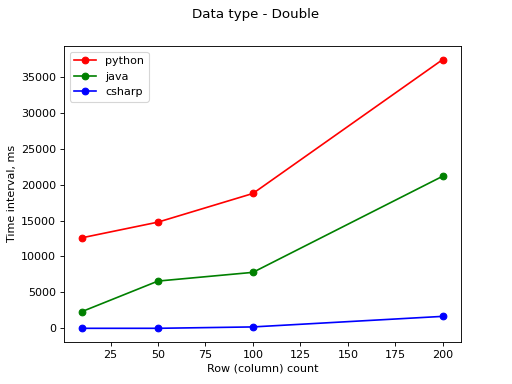 Data type - Double
python
java
csharp
35000
30000
25000
20000
15000
10000
5000
0
Time interval, ms
25
50
75
100
125
150
175
200
Row (column) count